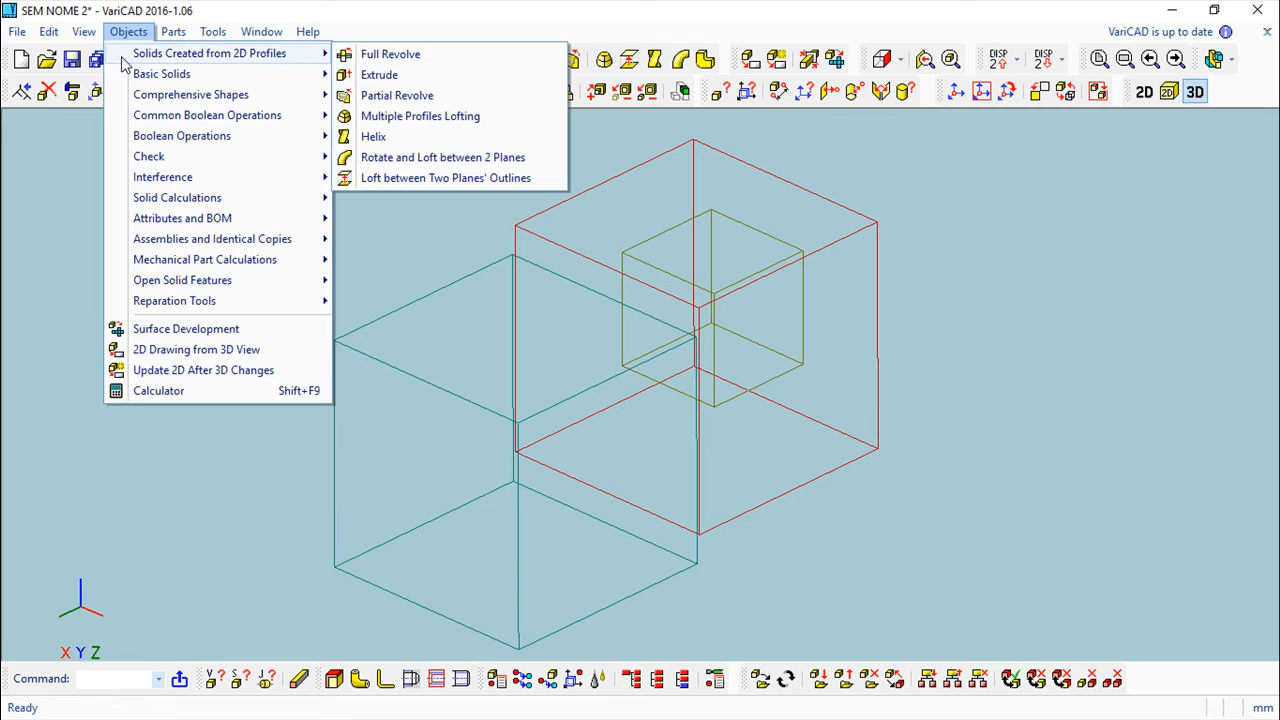 SEM NOME 2* - VariCAD 2016-1.06
File Edit View Objects Parts Tools Window Help VariCAD is up to date
Solids Created from 2D Profiles
Basic Solids
Comprehensive Shapes
Common Boolean Operations
Boolean Operations
Check
Interference
Solid Calculations
Attributes and BOM
Assemblies and Identical Copies
Mechanical Part Calculations
Open Solid Features
Reparation Tools
Surface Development
2D Drawing from 3D View
Update 2D After 3D Changes
Calculator Shift+F9
Full Revolve
Extrude
Partial Revolve
Multiple Profiles Lofting
Helix
Rotate and Loft between 2 Planes
Loft between Two Planes' Outlines
DISP DISP
2D 2D 3D
X Y Z
Command:
Ready mm